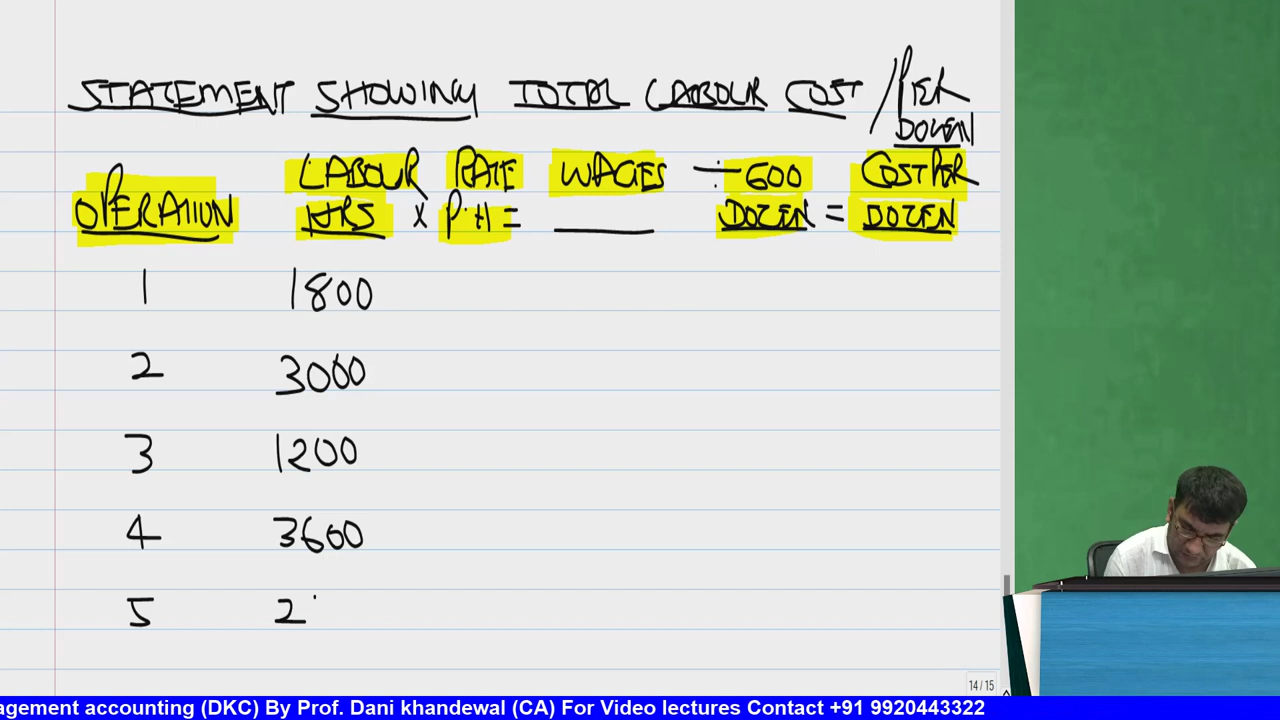 STATEMENT SHOWING TOTAL LABOUR COST / PER DOZEN
OPERATION LABOUR HRS × RATE P.H = WAGES ÷ 600 DOZEN = COST PER DOZEN
1 1800
2 3000
3 1200
4 3600
5 2
14/15
agement accounting (DKC) By Prof. Dani khandewal (CA) For Video lectures Contact +91 9920443322